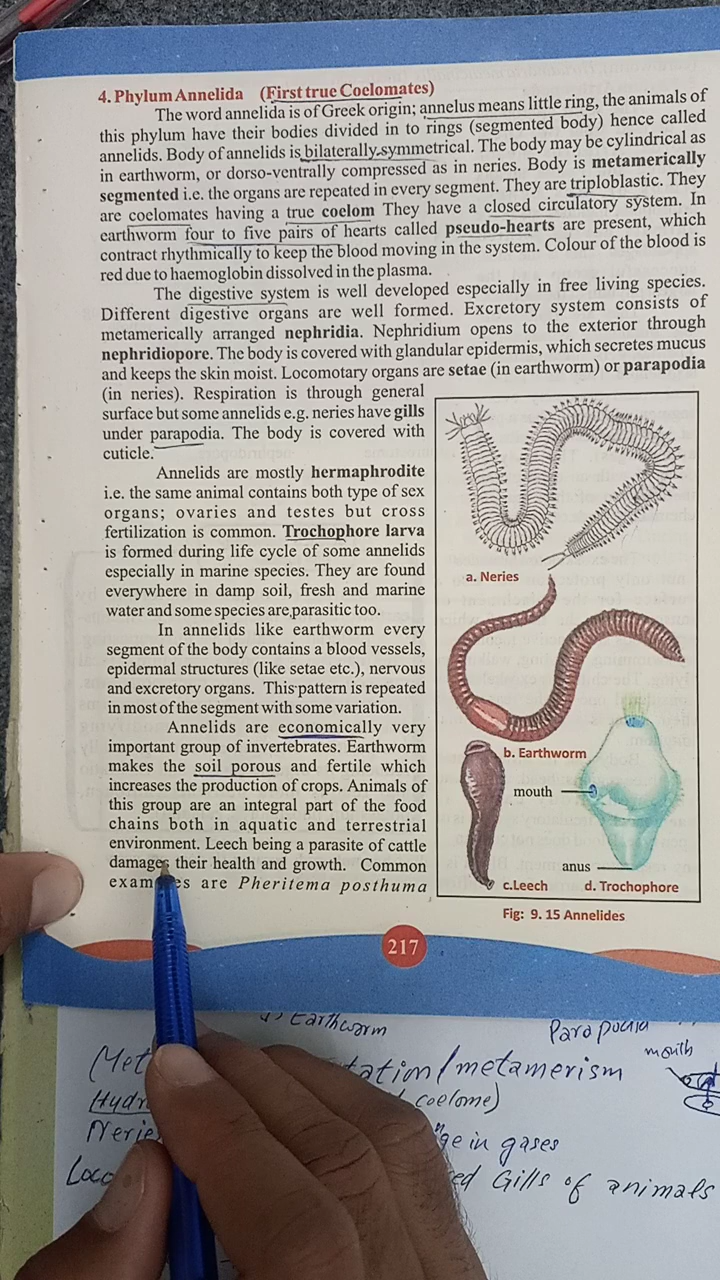 4. Phylum Annelida (First true Coelomates)
The word annelida is of Greek origin; annelus means little ring, the animals of
this phylum have their bodies divided in to rings (segmented body) hence called
annelids. Body of annelids is bilaterally symmetrical. The body may be cylindrical as
in earthworm, or dorso-ventrally compressed as in neries. Body is metamerically
segmented i.e. the organs are repeated in every segment. They are triploblastic. They
are coelomates having a true coelom They have a closed circulatory system. In
earthworm four to five pairs of hearts called pseudo-hearts are present, which
contract rhythmically to keep the blood moving in the system. Colour of the blood is
red due to haemoglobin dissolved in the plasma.
The digestive system is well developed especially in free living species.
Different digestive organs are well formed. Excretory system consists of
metamerically arranged nephridia. Nephridium opens to the exterior through
nephridiopore. The body is covered with glandular epidermis, which secretes mucus
and keeps the skin moist. Locomotary organs are setae (in earthworm) or parapodia
(in neries). Respiration is through general
surface but some annelids e.g. neries have gills
under parapodia. The body is covered with
cuticle.
Annelids are mostly hermaphrodite
i.e. the same animal contains both type of sex
organs; ovaries and testes but cross
fertilization is common. Trochophore larva
is formed during life cycle of some annelids
especially in marine species. They are found
everywhere in damp soil, fresh and marine
water and some species are parasitic too.
In annelids like earthworm every
segment of the body contains a blood vessels,
epidermal structures (like setae etc.), nervous
and excretory organs. This pattern is repeated
in most of the segment with some variation.
Annelids are economically very
important group of invertebrates. Earthworm
makes the soil porous and fertile which
increases the production of crops. Animals of
this group are an integral part of the food
chains both in aquatic and terrestrial
environment. Leech being a parasite of cattle
damages their health and growth. Common
are Pheritema posthuma
a. Neries
b. Earthworm
mouth
anus
c.Leech d. Trochophore
Fig: 9. 15 Annelides
217
Earthworm Parapodia
mouth
metamerism
coelome)
in gases
Gills of animals